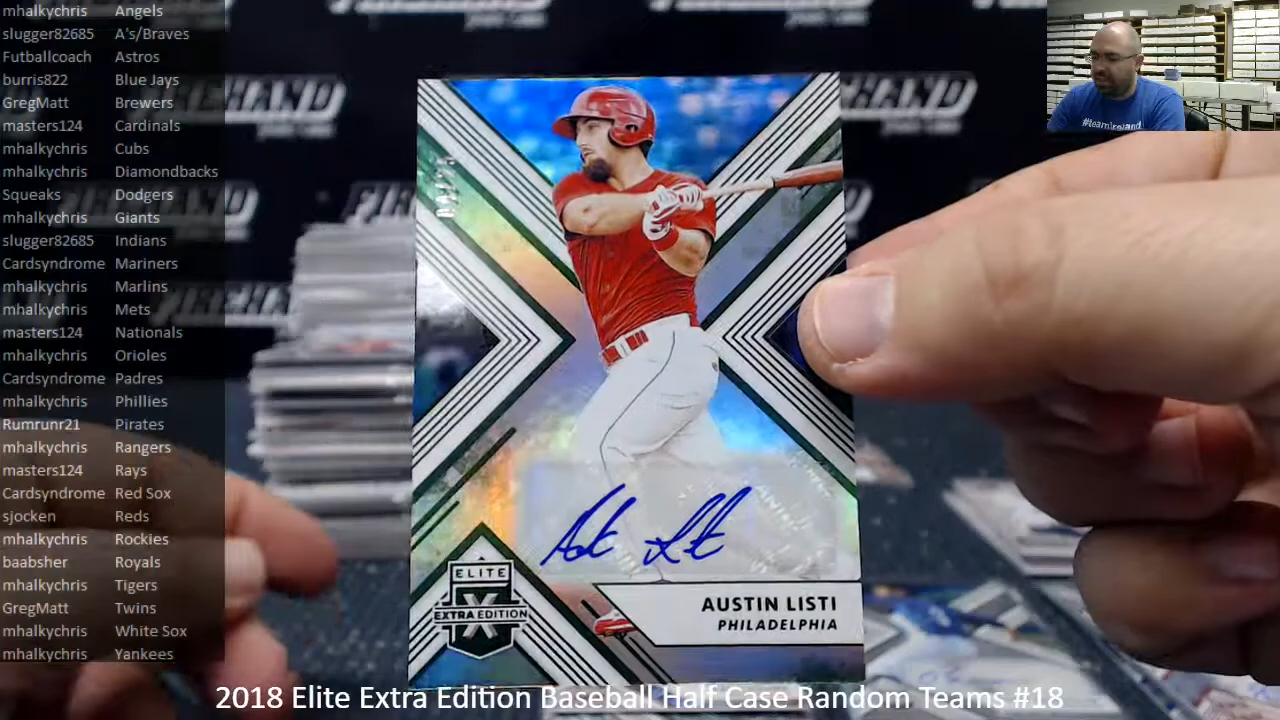 mhalkychris Angels
slugger82685 A's/Braves
Futballcoach Astros
burris822 Blue Jays
GregMatt Brewers
masters124 Cardinals
mhalkychris Cubs
mhalkychris Diamondbacks
Squeaks Dodgers
mhalkychris Giants
slugger82685 Indians
Cardsyndrome Mariners
mhalkychris Marlins
mhalkychris Mets
masters124 Nationals
mhalkychris Orioles
Cardsyndrome Padres
mhalkychris Phillies
Rumrunr21 Pirates
mhalkychris Rangers
masters124 Rays
Cardsyndrome Red Sox
sjocken Reds
mhalkychris Rockies
baabsher Royals
mhalkychris Tigers
GregMatt Twins
mhalkychris White Sox
mhalkychris Yankees
FIREHAND
#teamireland
ELITE
EXTRA EDITION
AUSTIN LISTI
PHILADELPHIA
2018 Elite Extra Edition Baseball Half Case Random Teams #18